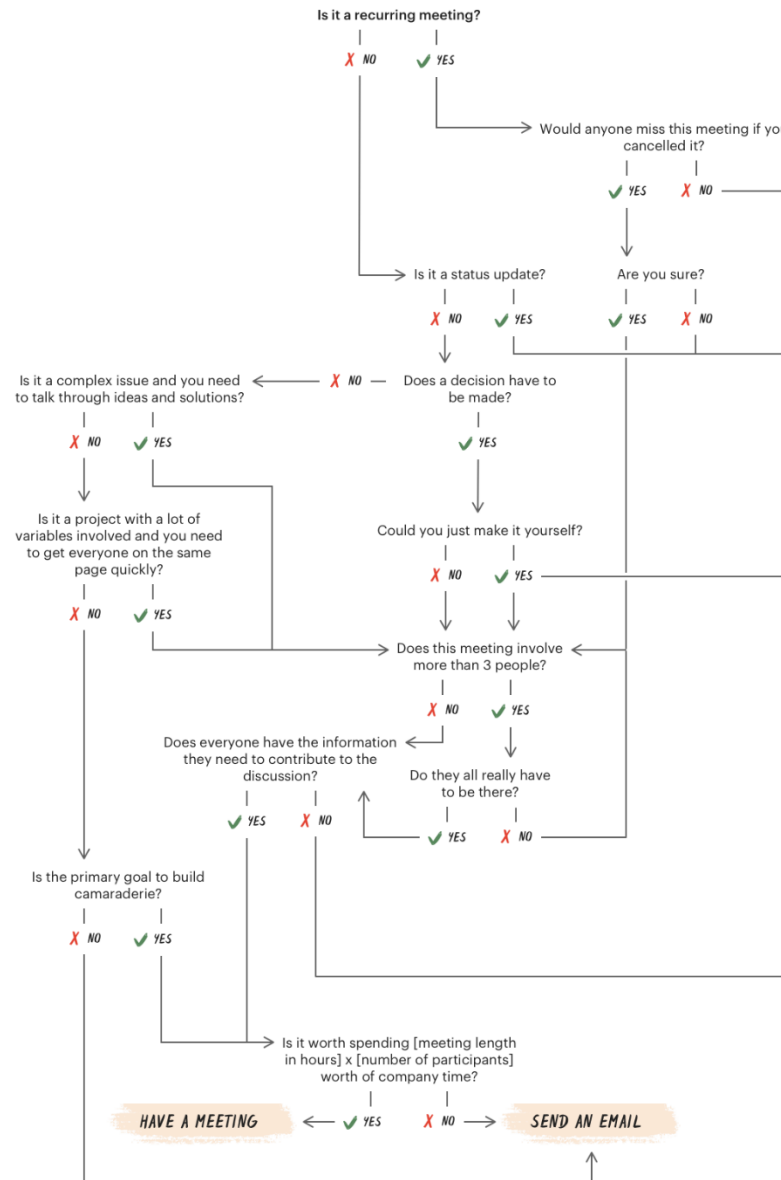 Is it a recurring meeting?
NO
YES
Would anyone miss this meeting if you
cancelled it?
YES
NO
Is it a status update?
Are you sure?
NO
YES
YES
NO
Is it a complex issue and you need
to talk through ideas and solutions?
NO
Does a decision have to
be made?
NO
YES
YES
Is it a project with a lot of
variables involved and you need
to get everyone on the same
page quickly?
Could you just make it yourself?
NO
YES
NO
YES
Does this meeting involve
more than 3 people?
NO
YES
Does everyone have the information
they need to contribute to the
discussion?
Do they all really have
to be there?
YES
NO
YES
NO
Is the primary goal to build
camaraderie?
NO
YES
Is it worth spending [meeting length
in hours] x [number of participants]
worth of company time?
HAVE A MEETING
YES
NO
SEND AN EMAIL